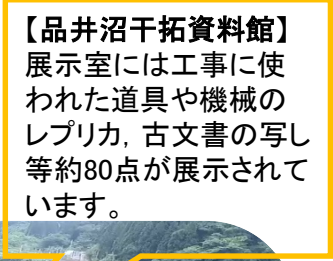 【品井沼干拓資料館】
展示室には工事に使
われた道具や機械の
レプリカ，古文書の写し
等約80点が展示されて
います。